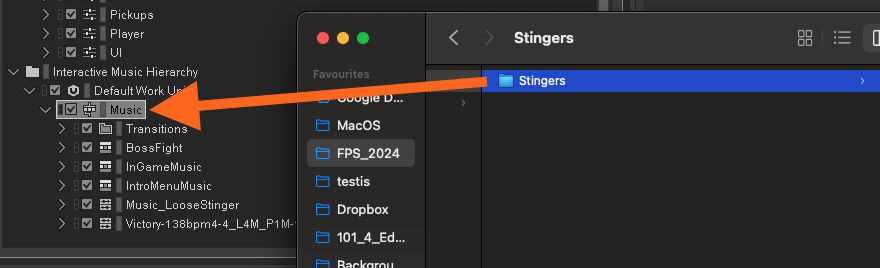 Pickups
Player
UI
Interactive Music Hierarchy
Default Work Uni
Music
Transitions
BossFight
InGameMusic
IntroMenuMusic
Music_LooseStinger
Victory-138bpm4-4_L4M_P1M-
Stingers
Favourites
Google D...
MacOS
FPS_2024
testis
Dropbox
101_4_Ed...
Backgrou
Stingers